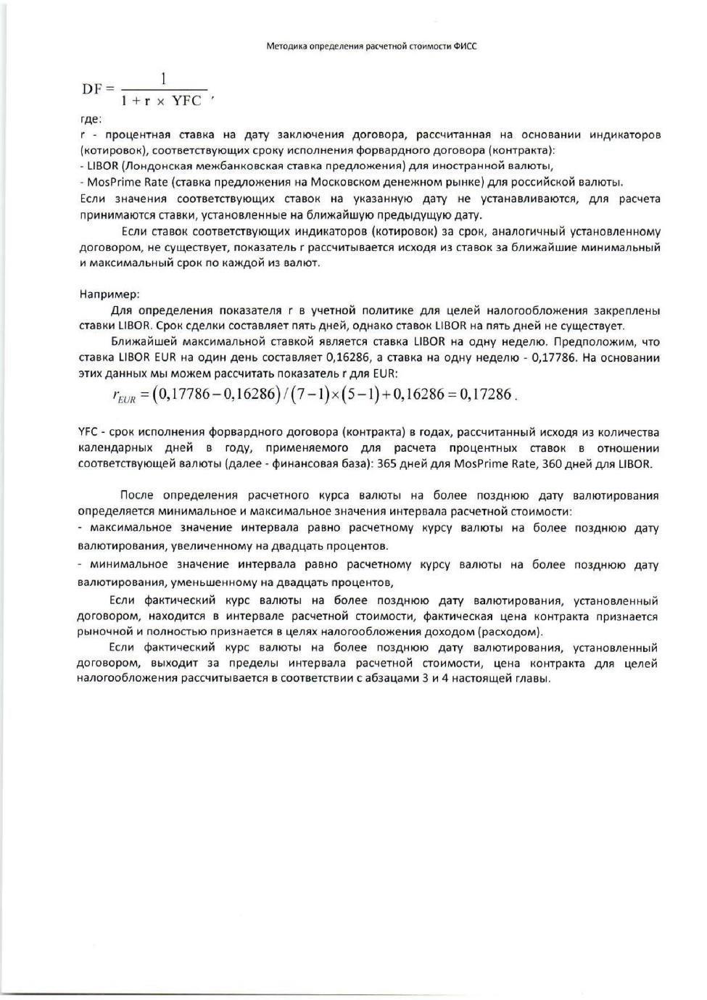 Методика определения расчетной стоимости ФИСС
DF = 1 / (1 + r × YFC) ,
где:
r - процентная ставка на дату заключения договора, рассчитанная на основании индикаторов
(котировок), соответствующих сроку исполнения форвардного договора (контракта):
- LIBOR (Лондонская межбанковская ставка предложения) для иностранной валюты,
- MosPrime Rate (ставка предложения на Московском денежном рынке) для российской валюты.
Если значения соответствующих ставок на указанную дату не устанавливаются, для расчета
принимаются ставки, установленные на ближайшую предыдущую дату.
Если ставок соответствующих индикаторов (котировок) за срок, аналогичный установленному
договором, не существует, показатель r рассчитывается исходя из ставок за ближайшие минимальный
и максимальный срок по каждой из валют.
Например:
Для определения показателя r в учетной политике для целей налогообложения закреплены
ставки LIBOR. Срок сделки составляет пять дней, однако ставок LIBOR на пять дней не существует.
Ближайшей максимальной ставкой является ставка LIBOR на одну неделю. Предположим, что
ставка LIBOR EUR на один день составляет 0,16286, а ставка на одну неделю - 0,17786. На основании
этих данных мы можем рассчитать показатель r для EUR:
r EUR = (0,17786−0,16286)/(7−1)×(5−1)+0,16286=0,17286.
YFC - срок исполнения форвардного договора (контракта) в годах, рассчитанный исходя из количества
календарных дней в году, применяемого для расчета процентных ставок в отношении
соответствующей валюты (далее - финансовая база): 365 дней для MosPrime Rate, 360 дней для LIBOR.
После определения расчетного курса валюты на более позднюю дату валютирования
определяется минимальное и максимальное значения интервала расчетной стоимости:
- максимальное значение интервала равно расчетному курсу валюты на более позднюю дату
валютирования, увеличенному на двадцать процентов.
- минимальное значение интервала равно расчетному курсу валюты на более позднюю дату
валютирования, уменьшенному на двадцать процентов,
Если фактический курс валюты на более позднюю дату валютирования, установленный
договором, находится в интервале расчетной стоимости, фактическая цена контракта признается
рыночной и полностью признается в целях налогообложения доходом (расходом).
Если фактический курс валюты на более позднюю дату валютирования, установленный
договором, выходит за пределы интервала расчетной стоимости, цена контракта для целей
налогообложения рассчитывается в соответствии с абзацами 3 и 4 настоящей главы.